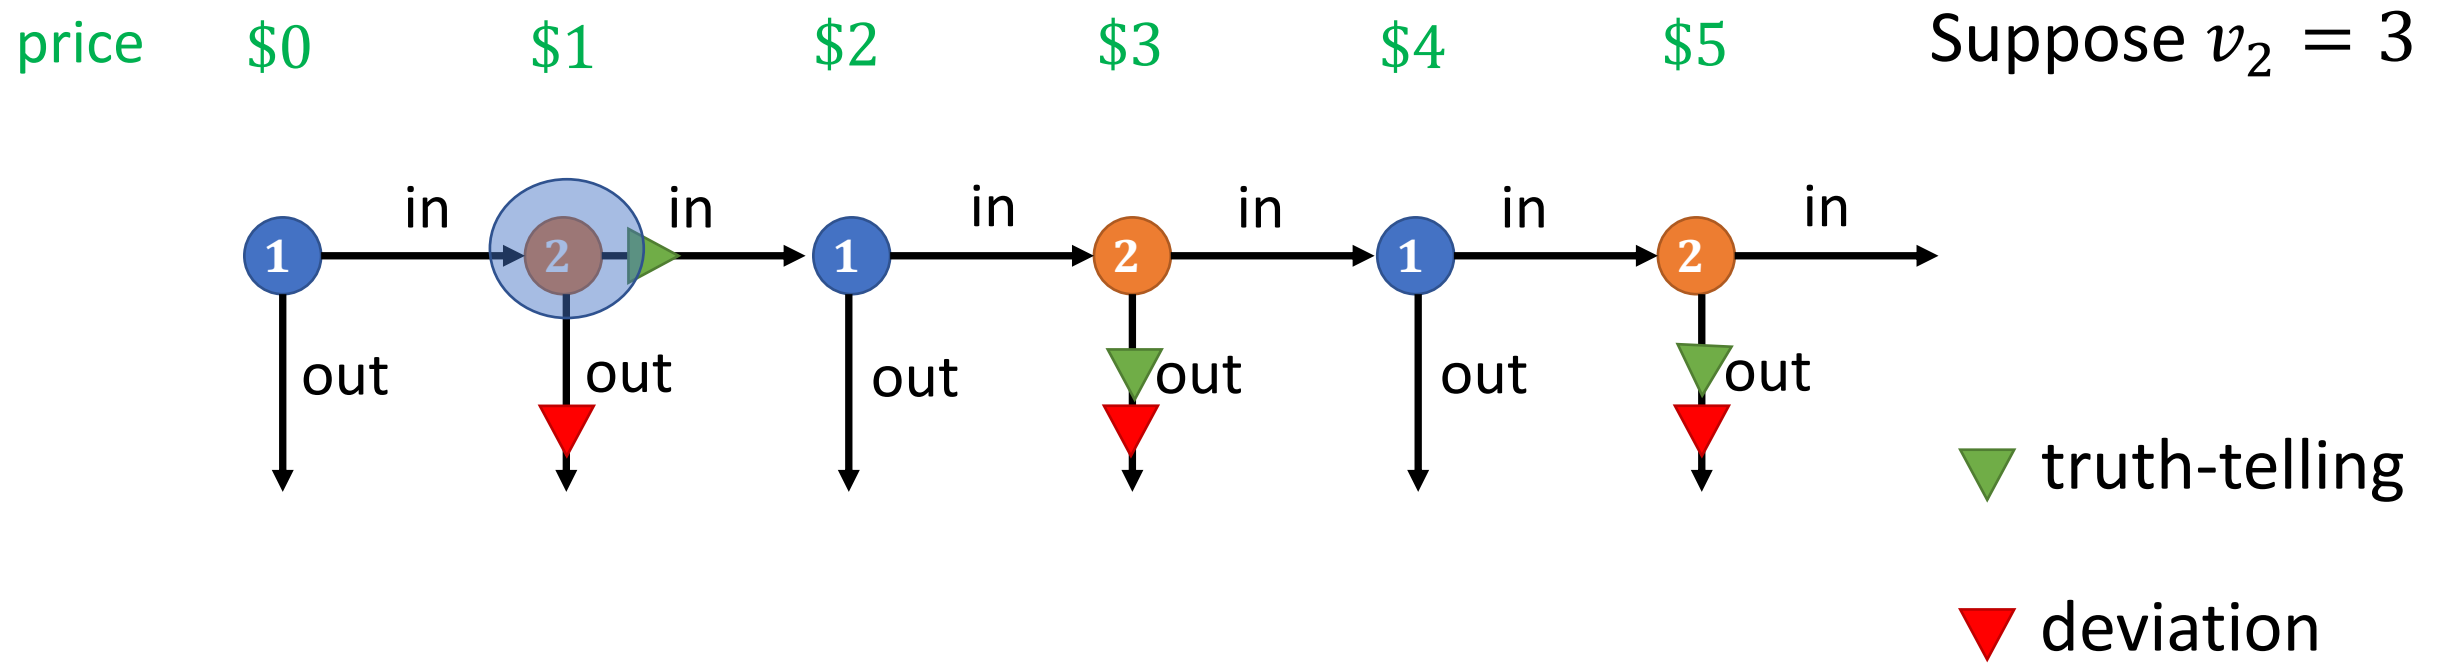 price $0 $1 $2 $3 $4 $5 Suppose v₂ = 3
in in in in in in
1 2 1 2 1 2
out out out out out out
truth-telling
deviation